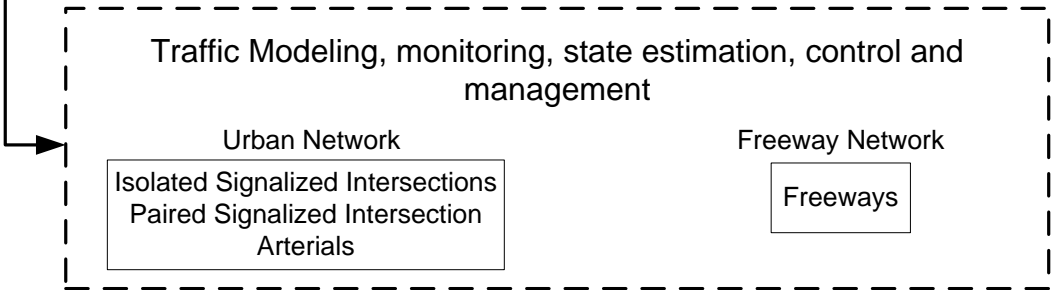 Traffic Modeling, monitoring, state estimation, control and
management
Urban Network
Freeway Network
Isolated Signalized Intersections
Paired Signalized Intersection
Arterials
Freeways